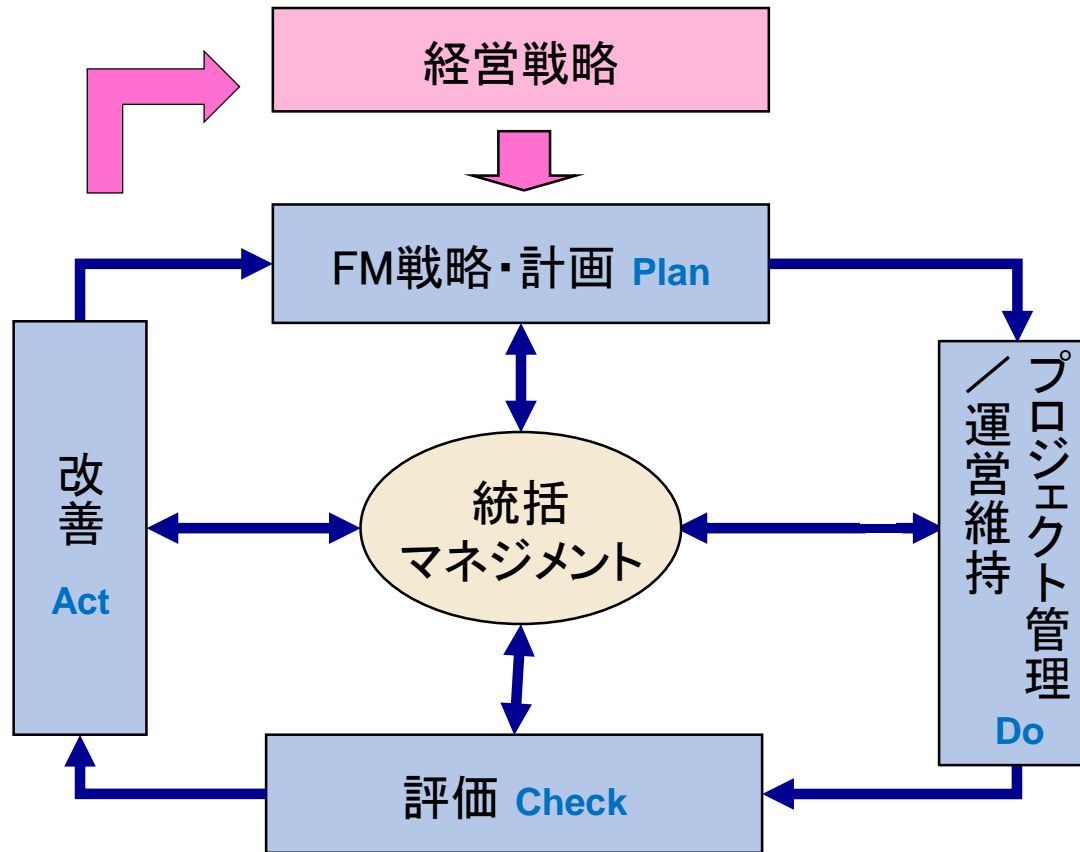 経営戦略
FM戦略・計画 Plan
プロジェクト管理
／運営維持
Do
統括
マネジメント
改善
Act
評価 Check